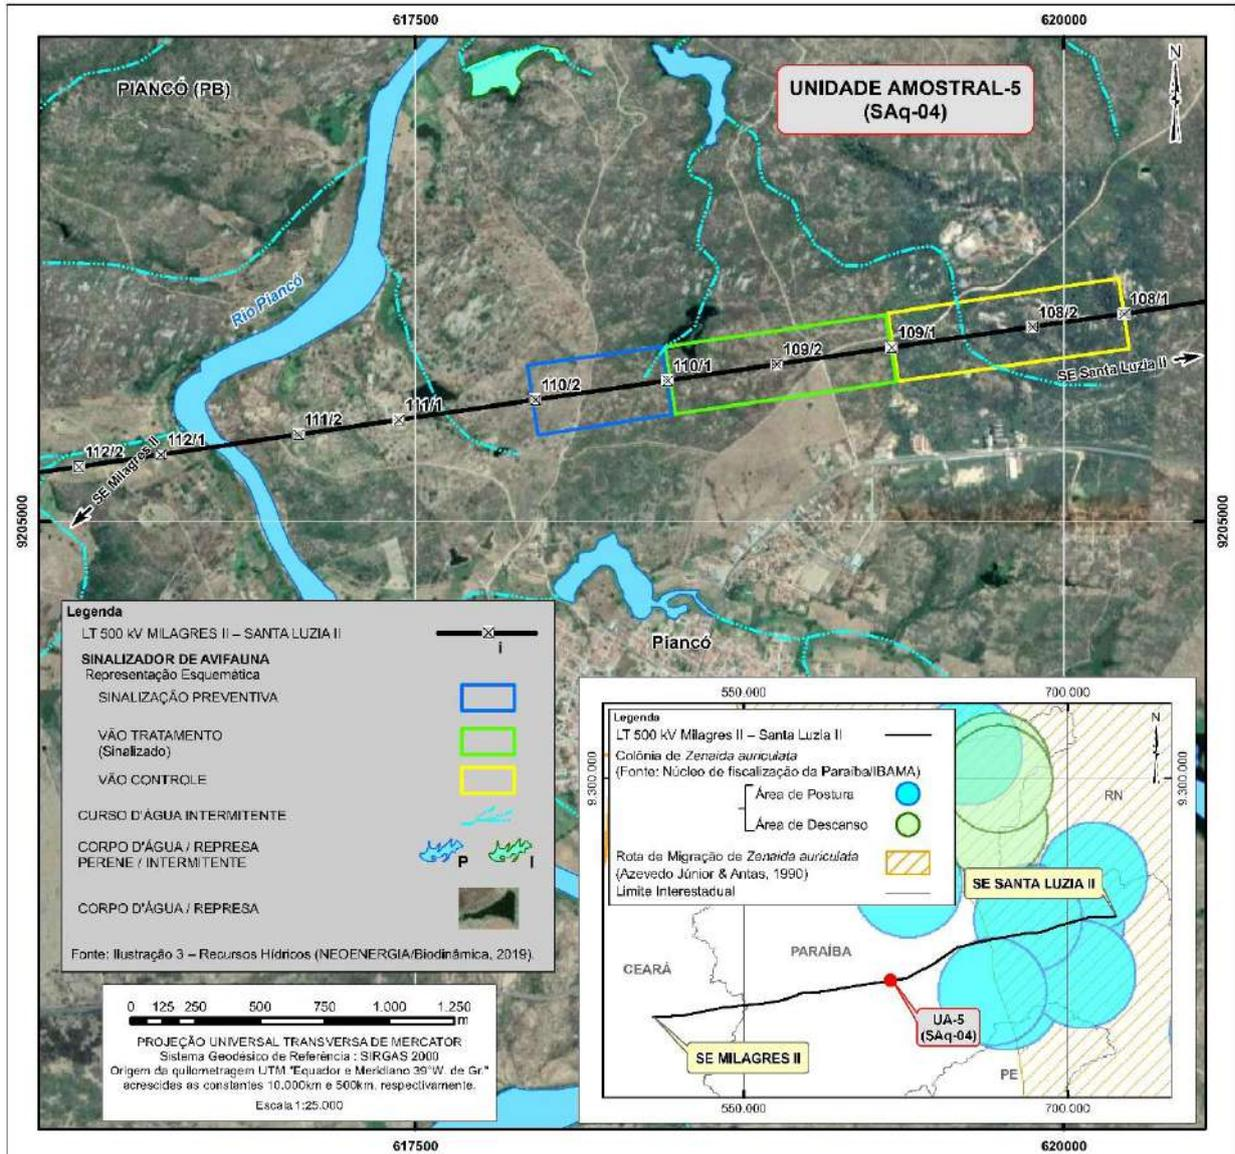 617500
620000
PIANCÓ (PB)
UNIDADE AMOSTRAL-5
(SAq-04)
N
Rio Piancó
108/1
108/2
109/1
109/2
110/1
110/2
111/1
111/2
112/1
112/2
SE Santa Luzia II
SE Milagres II
9205000
9205000
Piancó
Legenda
LT 500 kV MILAGRES II – SANTA LUZIA II
i
SINALIZADOR DE AVIFAUNA
Representação Esquemática
SINALIZAÇÃO PREVENTIVA
VÃO TRATAMENTO
(Sinalizado)
VÃO CONTROLE
CURSO D'ÁGUA INTERMITENTE
CORPO D'ÁGUA / REPRESA
PERENE / INTERMITENTE
P
I
CORPO D'ÁGUA / REPRESA
Fonte: Ilustração 3 – Recursos Hídricos (NEOENERGIA/Biodinâmica, 2019).
0 125 250 500 750 1.000 1.250
m
PROJEÇÃO UNIVERSAL TRANSVERSA DE MERCATOR
Sistema Geodésico de Referência : SIRGAS 2000
Origem da quilometragem UTM "Equador e Meridiano 39°W. de Gr."
acrescidas as constantes 10.000km e 500km, respectivamente.
Escala 1:25.000
550.000
700.000
Legenda
LT 500 kV Milagres II – Santa Luzia II
Colônia de Zenaida auriculata
(Fonte: Núcleo de fiscalização da Paraíba/IBAMA)
Área de Postura
Área de Descanso
Rota de Migração de Zenaida auriculata
(Azevedo Júnior & Antas, 1990)
Limite Interestadual
N
9.300.000
9.300.000
RN
SE SANTA LUZIA II
PARAÍBA
CEARÁ
UA-5
(SAq-04)
SE MILAGRES II
PE
550.000
700.000
617500
620000